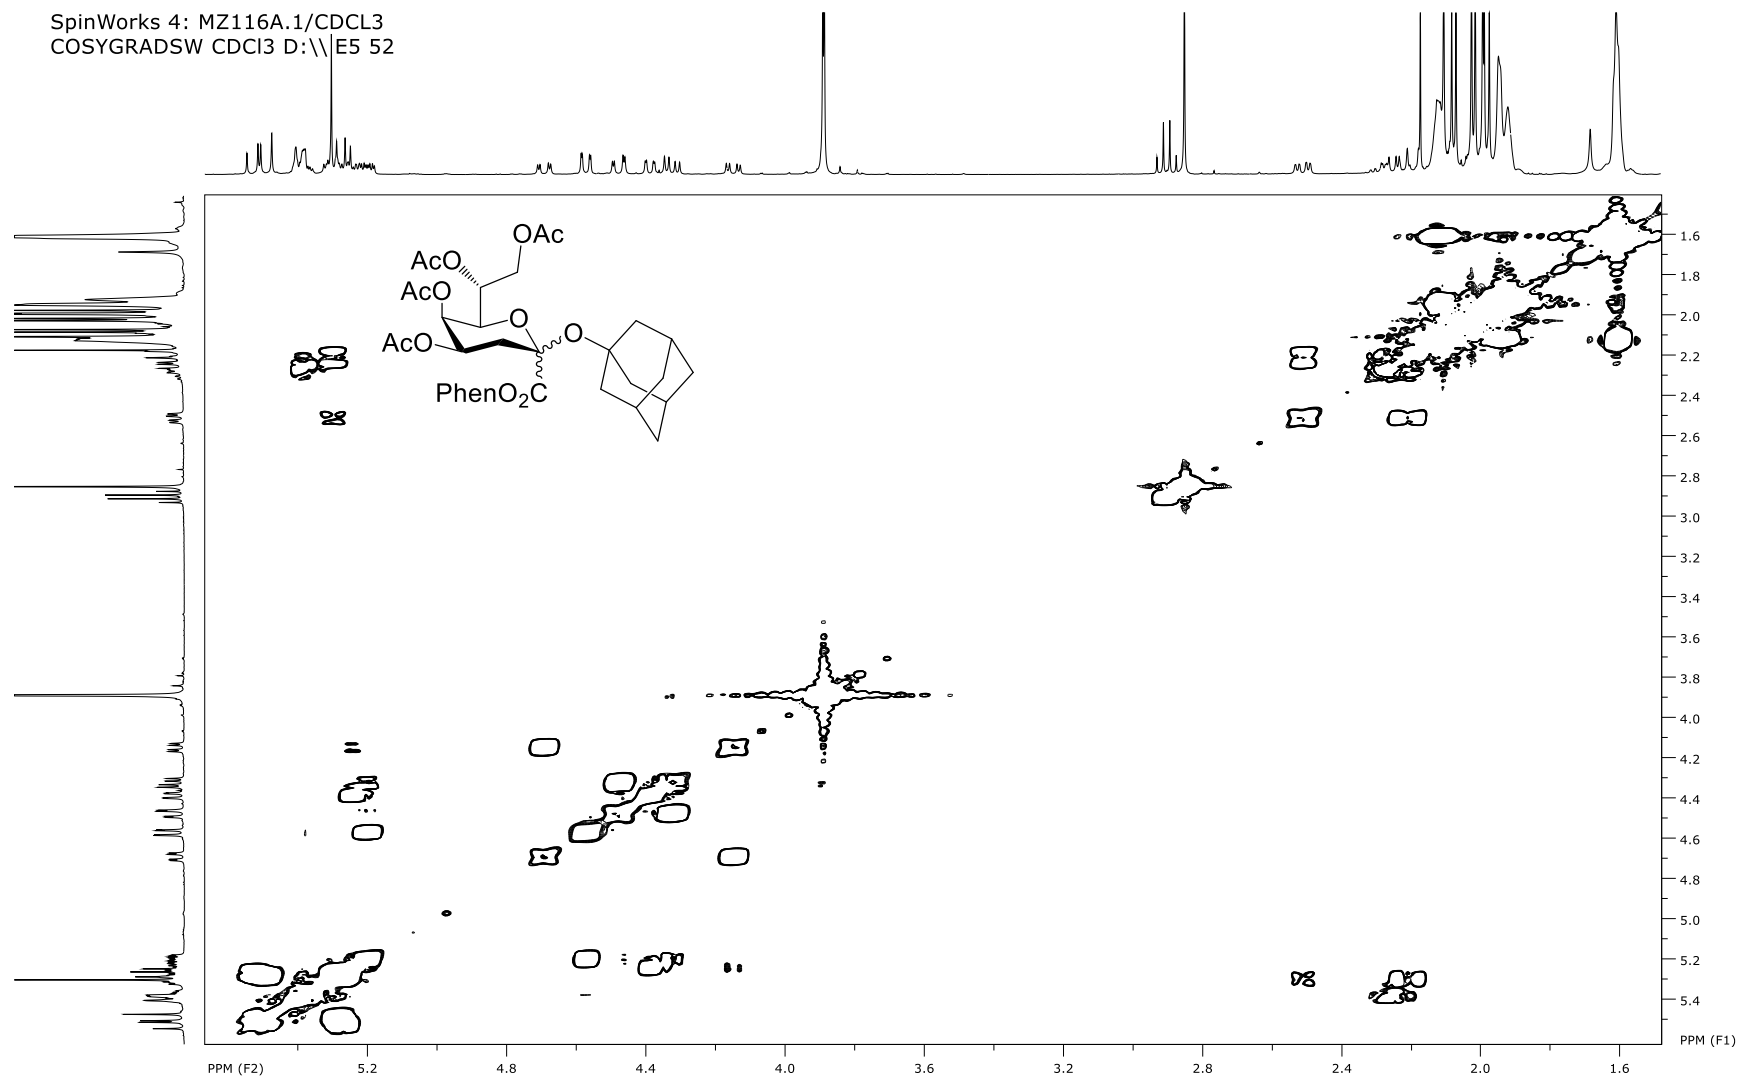 SpinWorks 4: MZ116A.1/CDCL3
COSYGRADSW CDCl3 D:\\ E5 52
OAc
AcO
AcO
O
O
AcO
PhenO₂C
1.6
1.8
2.0
2.2
2.4
2.6
2.8
3.0
3.2
3.4
3.6
3.8
4.0
4.2
4.4
4.6
4.8
5.0
5.2
5.4
PPM (F1)
PPM (F2) 5.2 4.8 4.4 4.0 3.6 3.2 2.8 2.4 2.0 1.6